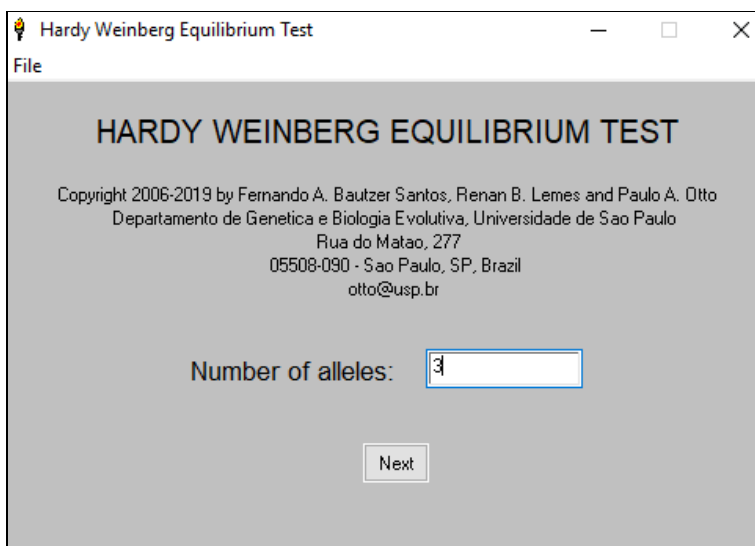 Hardy Weinberg Equilibrium Test
File
HARDY WEINBERG EQUILIBRIUM TEST
Copyright 2006-2019 by Fernando A. Bautzer Santos, Renan B. Lemes and Paulo A. Otto
Departamento de Genetica e Biologia Evolutiva, Universidade de Sao Paulo
Rua do Matao, 277
05508-090 - Sao Paulo, SP, Brazil
otto@usp.br
Number of alleles: 3
Next